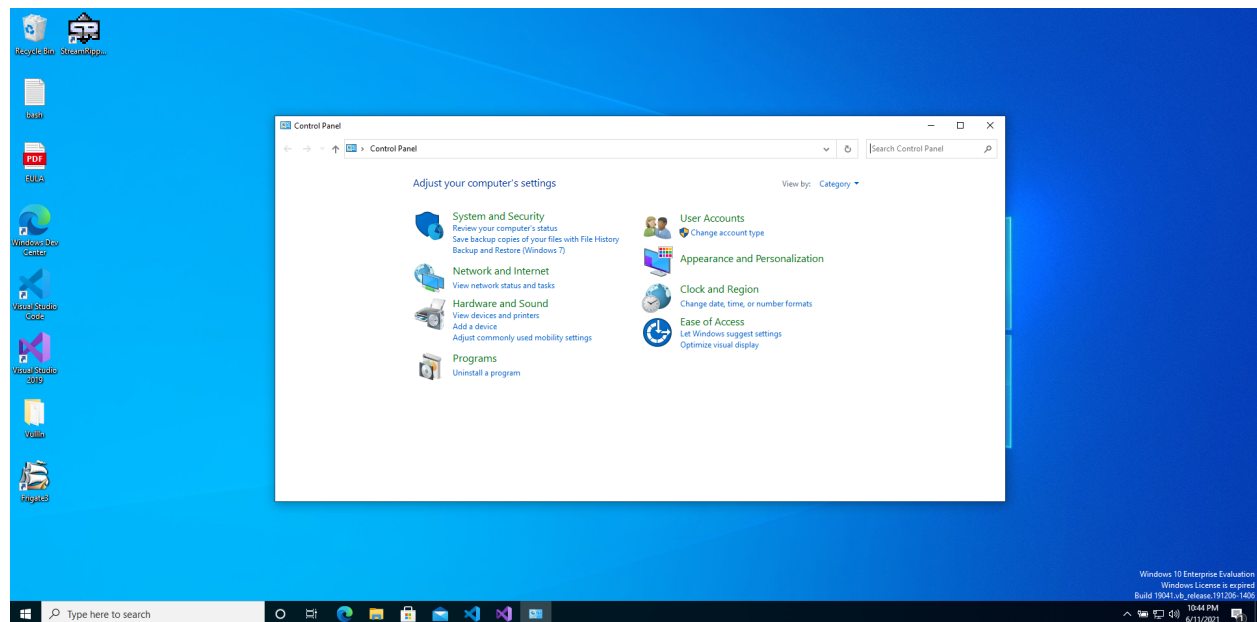 Recycle Bin
StreamRipp...
bash
PDF
EULA
Windows Dev
Center
Visual Studio
Code
Visual Studio
2019
Vullin
Frigate3
Control Panel
Control Panel
Search Control Panel
Adjust your computer's settings
View by: Category
System and Security
Review your computer's status
Save backup copies of your files with File History
Backup and Restore (Windows 7)
Network and Internet
View network status and tasks
Hardware and Sound
View devices and printers
Add a device
Adjust commonly used mobility settings
Programs
Uninstall a program
User Accounts
Change account type
Appearance and Personalization
Clock and Region
Change date, time, or number formats
Ease of Access
Let Windows suggest settings
Optimize visual display
Windows 10 Enterprise Evaluation
Windows License is expired
Build 19041.vb_release.191206-1406
Type here to search
10:44 PM
6/11/2021
1